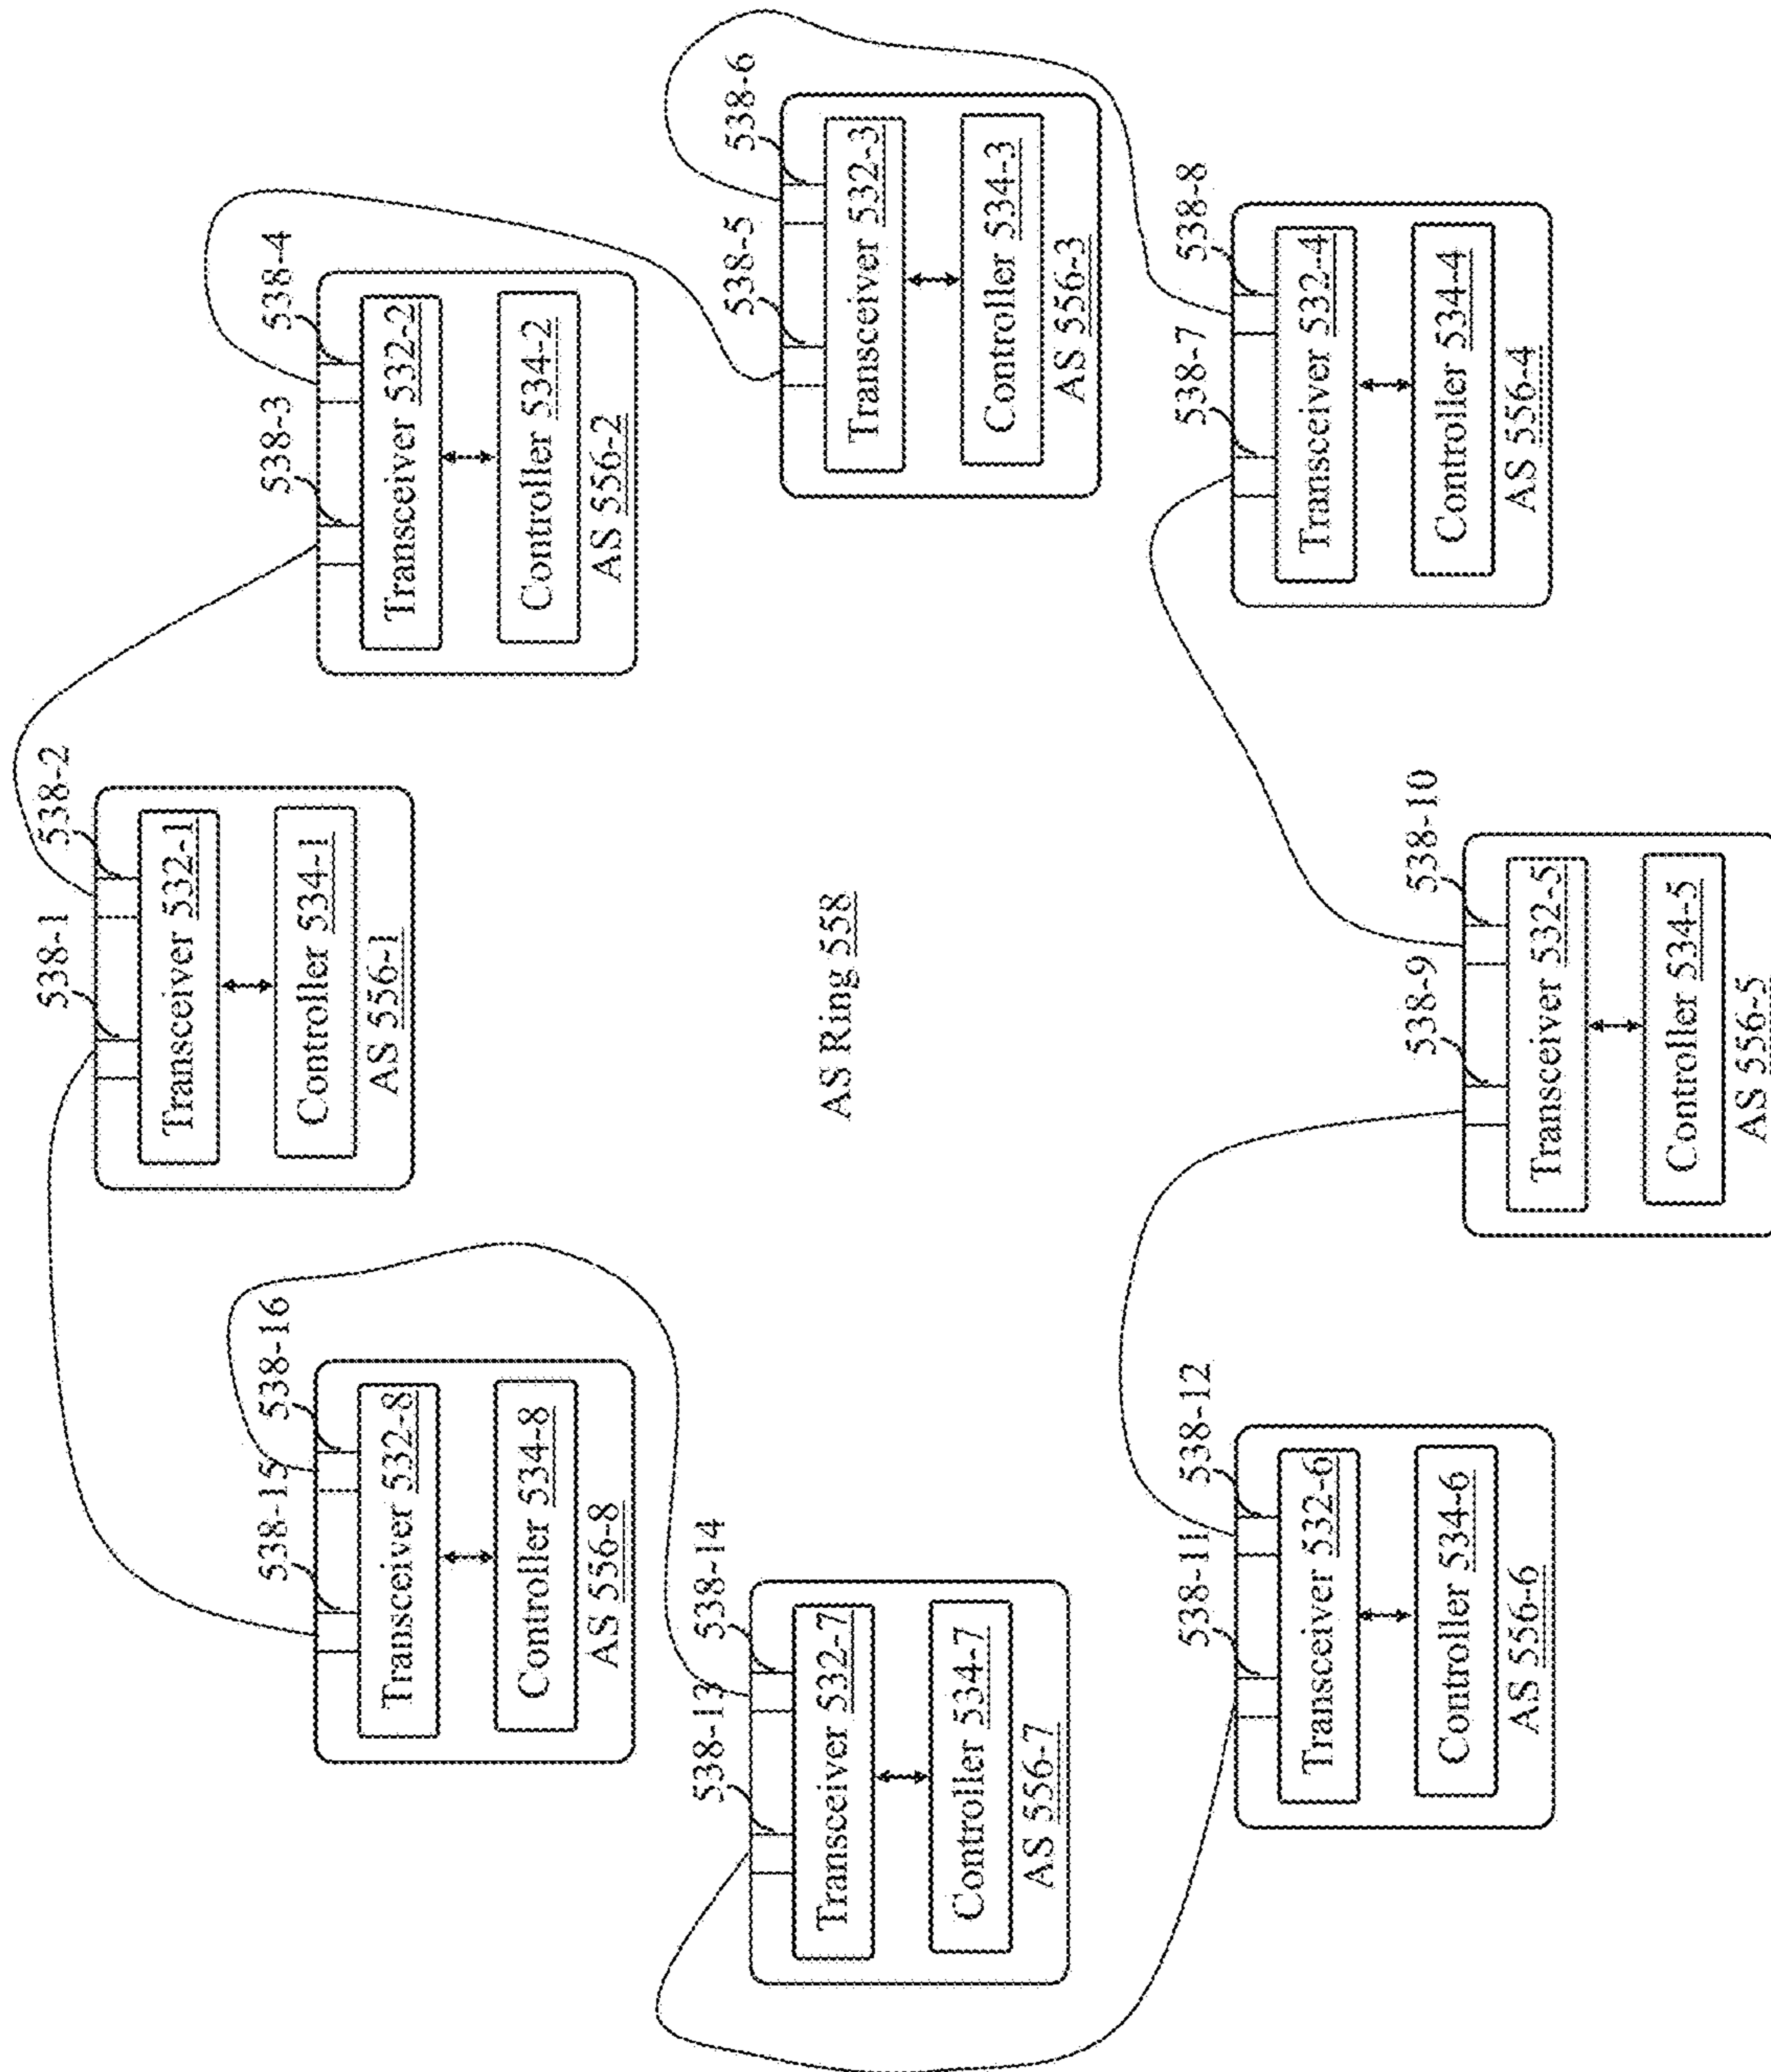 538-1
538-2
Transceiver 532-1
Controller 534-1
AS 556-1
538-3
538-4
Transceiver 532-2
Controller 534-2
AS 556-2
538-5
538-6
Transceiver 532-3
Controller 534-3
AS 556-3
538-7
538-8
Transceiver 532-4
Controller 534-4
AS 556-4
538-9
538-10
Transceiver 532-5
Controller 534-5
AS 556-5
538-11
538-12
Transceiver 532-6
Controller 534-6
AS 556-6
538-13
538-14
Transceiver 532-7
Controller 534-7
AS 556-7
538-15
538-16
Transceiver 532-8
Controller 534-8
AS 556-8
AS Ring 558